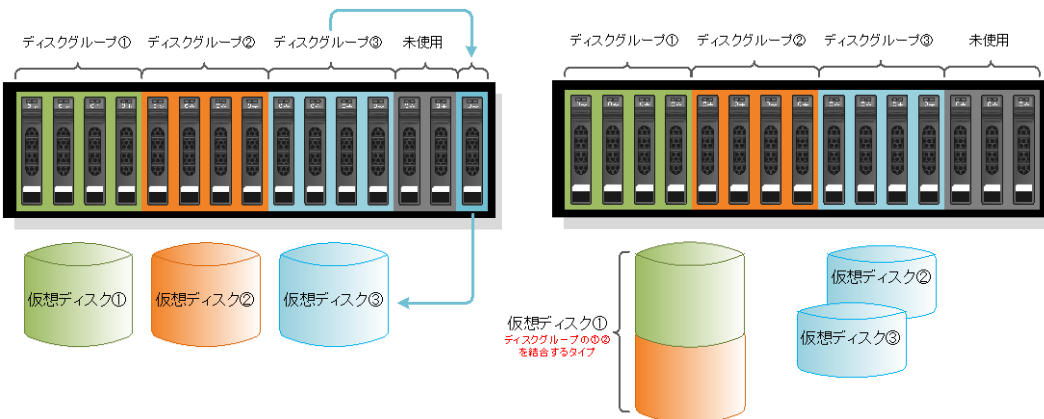 ディスクグループ①
ディスクグループ②
ディスクグループ③
未使用
仮想ディスク①
仮想ディスク②
仮想ディスク③
ディスクグループ①
ディスクグループ②
ディスクグループ③
未使用
仮想ディスク①
ディスクグループの①②
を結合するタイプ
仮想ディスク②
仮想ディスク③